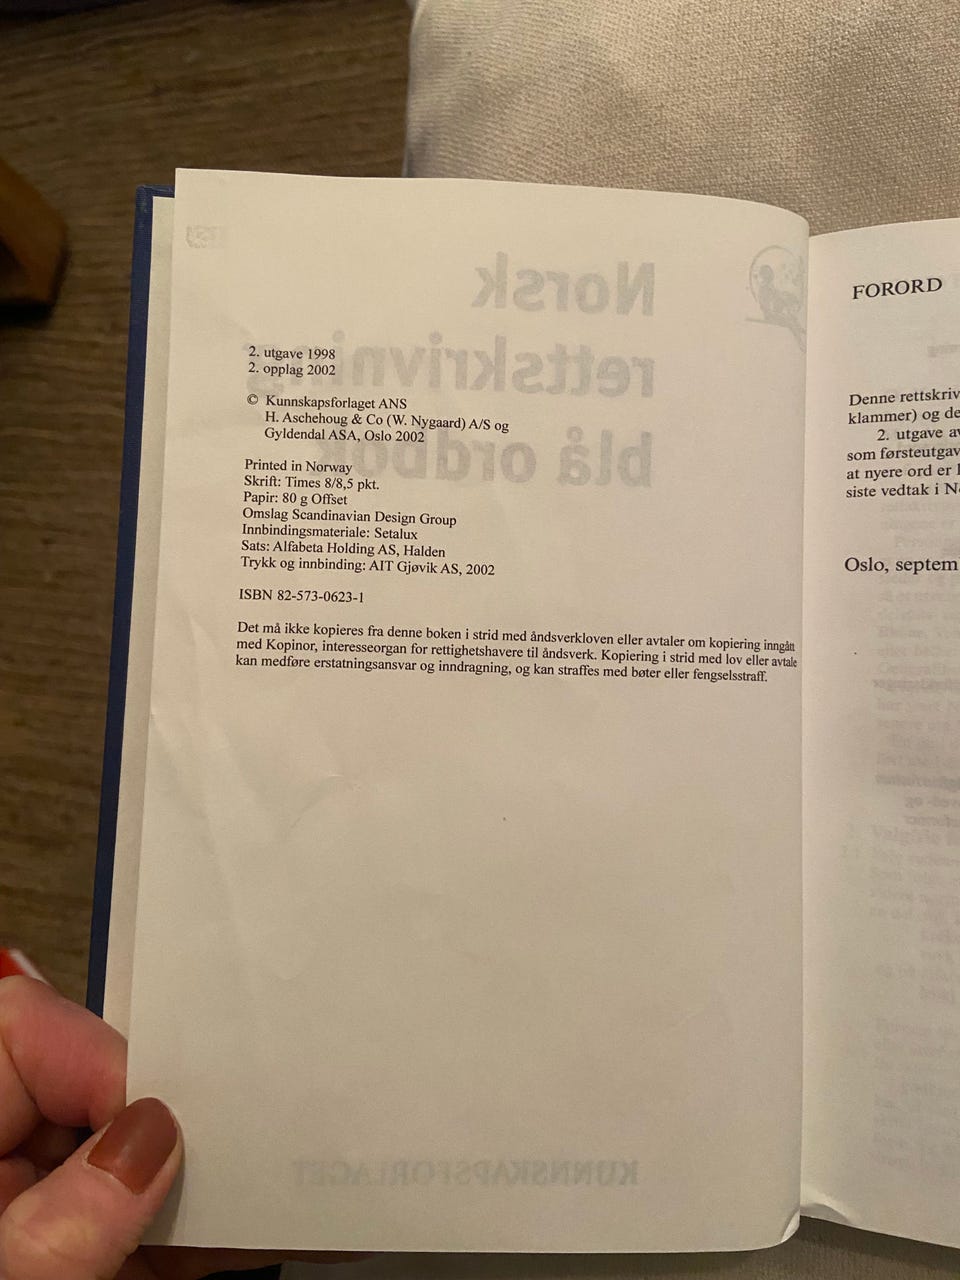 2. utgave 1998
2. opplag 2002
© Kunnskapsforlaget ANS
H. Aschehoug & Co (W. Nygaard) A/S og
Gyldendal ASA, Oslo 2002
Printed in Norway
Skrift: Times 8/8,5 pkt.
Papir: 80 g Offset
Omslag Scandinavian Design Group
Innbindingsmateriale: Setalux
Sats: Alfabeta Holding AS, Halden
Trykk og innbinding: AIT Gjøvik AS, 2002
ISBN 82-573-0623-1
Det må ikke kopieres fra denne boken i strid med åndsverkloven eller avtaler om kopiering inngått
med Kopinor, interesseorgan for rettighetshavere til åndsverk. Kopiering i strid med lov eller avtale
kan medføre erstatningsansvar og inndragning, og kan straffes med bøter eller fengselsstraff.
Norsk
rettskrivning
blå ordbok
KUNNSKAPSFORLAGET
FORORD
Denne rettskriv
klammer) og de
2. utgave av
som førsteutgav
at nyere ord er
siste vedtak i N
Oslo, septem